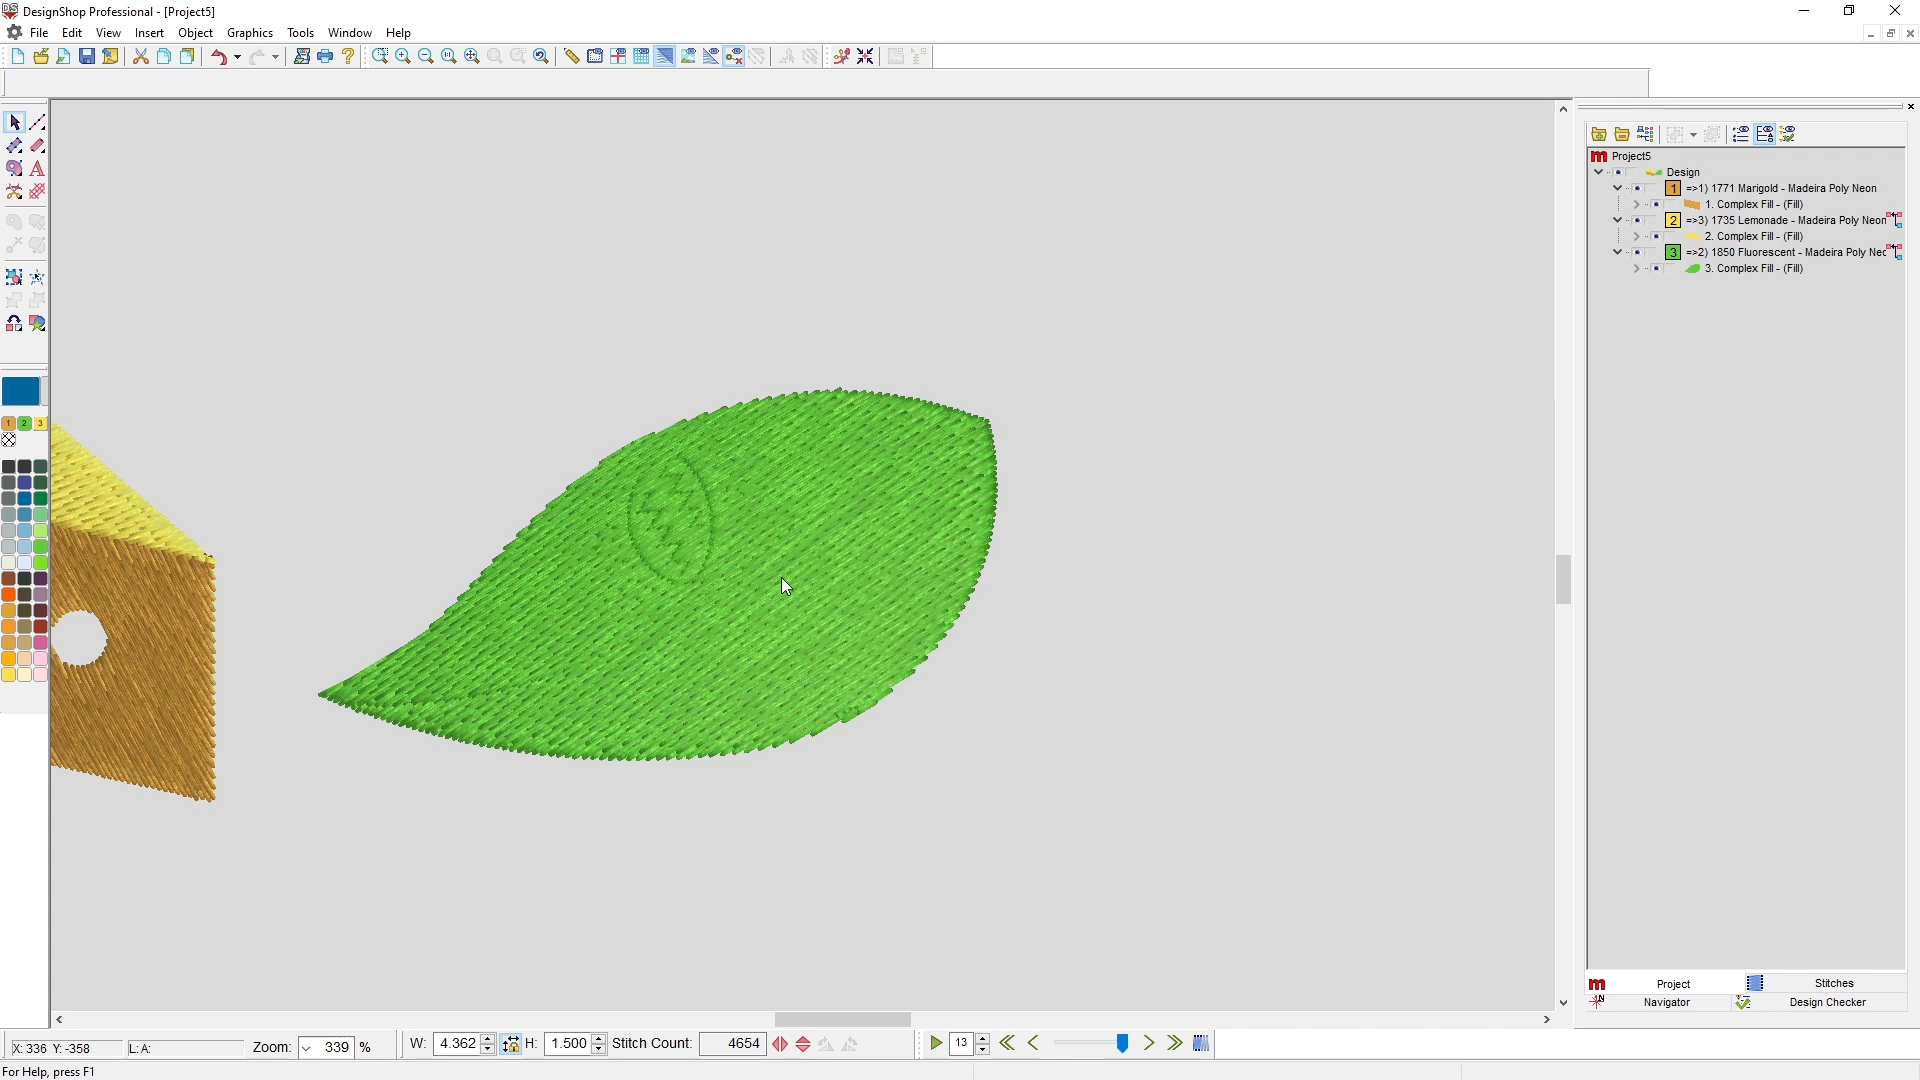 DesignShop Professional - [Project5]
File Edit View Insert Object Graphics Tools Window Help
Project5
Design
1 =>1) 1771 Marigold - Madeira Poly Neon
1. Complex Fill - (Fill)
2 =>3) 1735 Lemonade - Madeira Poly Neon
2. Complex Fill - (Fill)
3 =>2) 1850 Fluorescent - Madeira Poly Nec
3. Complex Fill - (Fill)
1 2 3
Project Stitches
Navigator Design Checker
X: 336 Y: -358 L: A: Zoom: 339 % W: 4.362 H: 1.500 Stitch Count: 4654 13
For Help, press F1